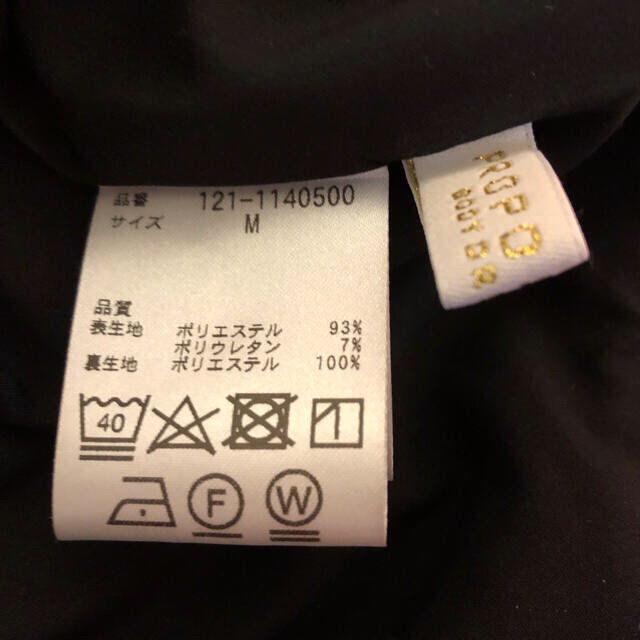 品番 121-1140500
サイズ M
品質
表生地 ポリエステル 93%
ポリウレタン 7%
裏生地 ポリエステル 100%
40
F
W
PROPO
BODY D